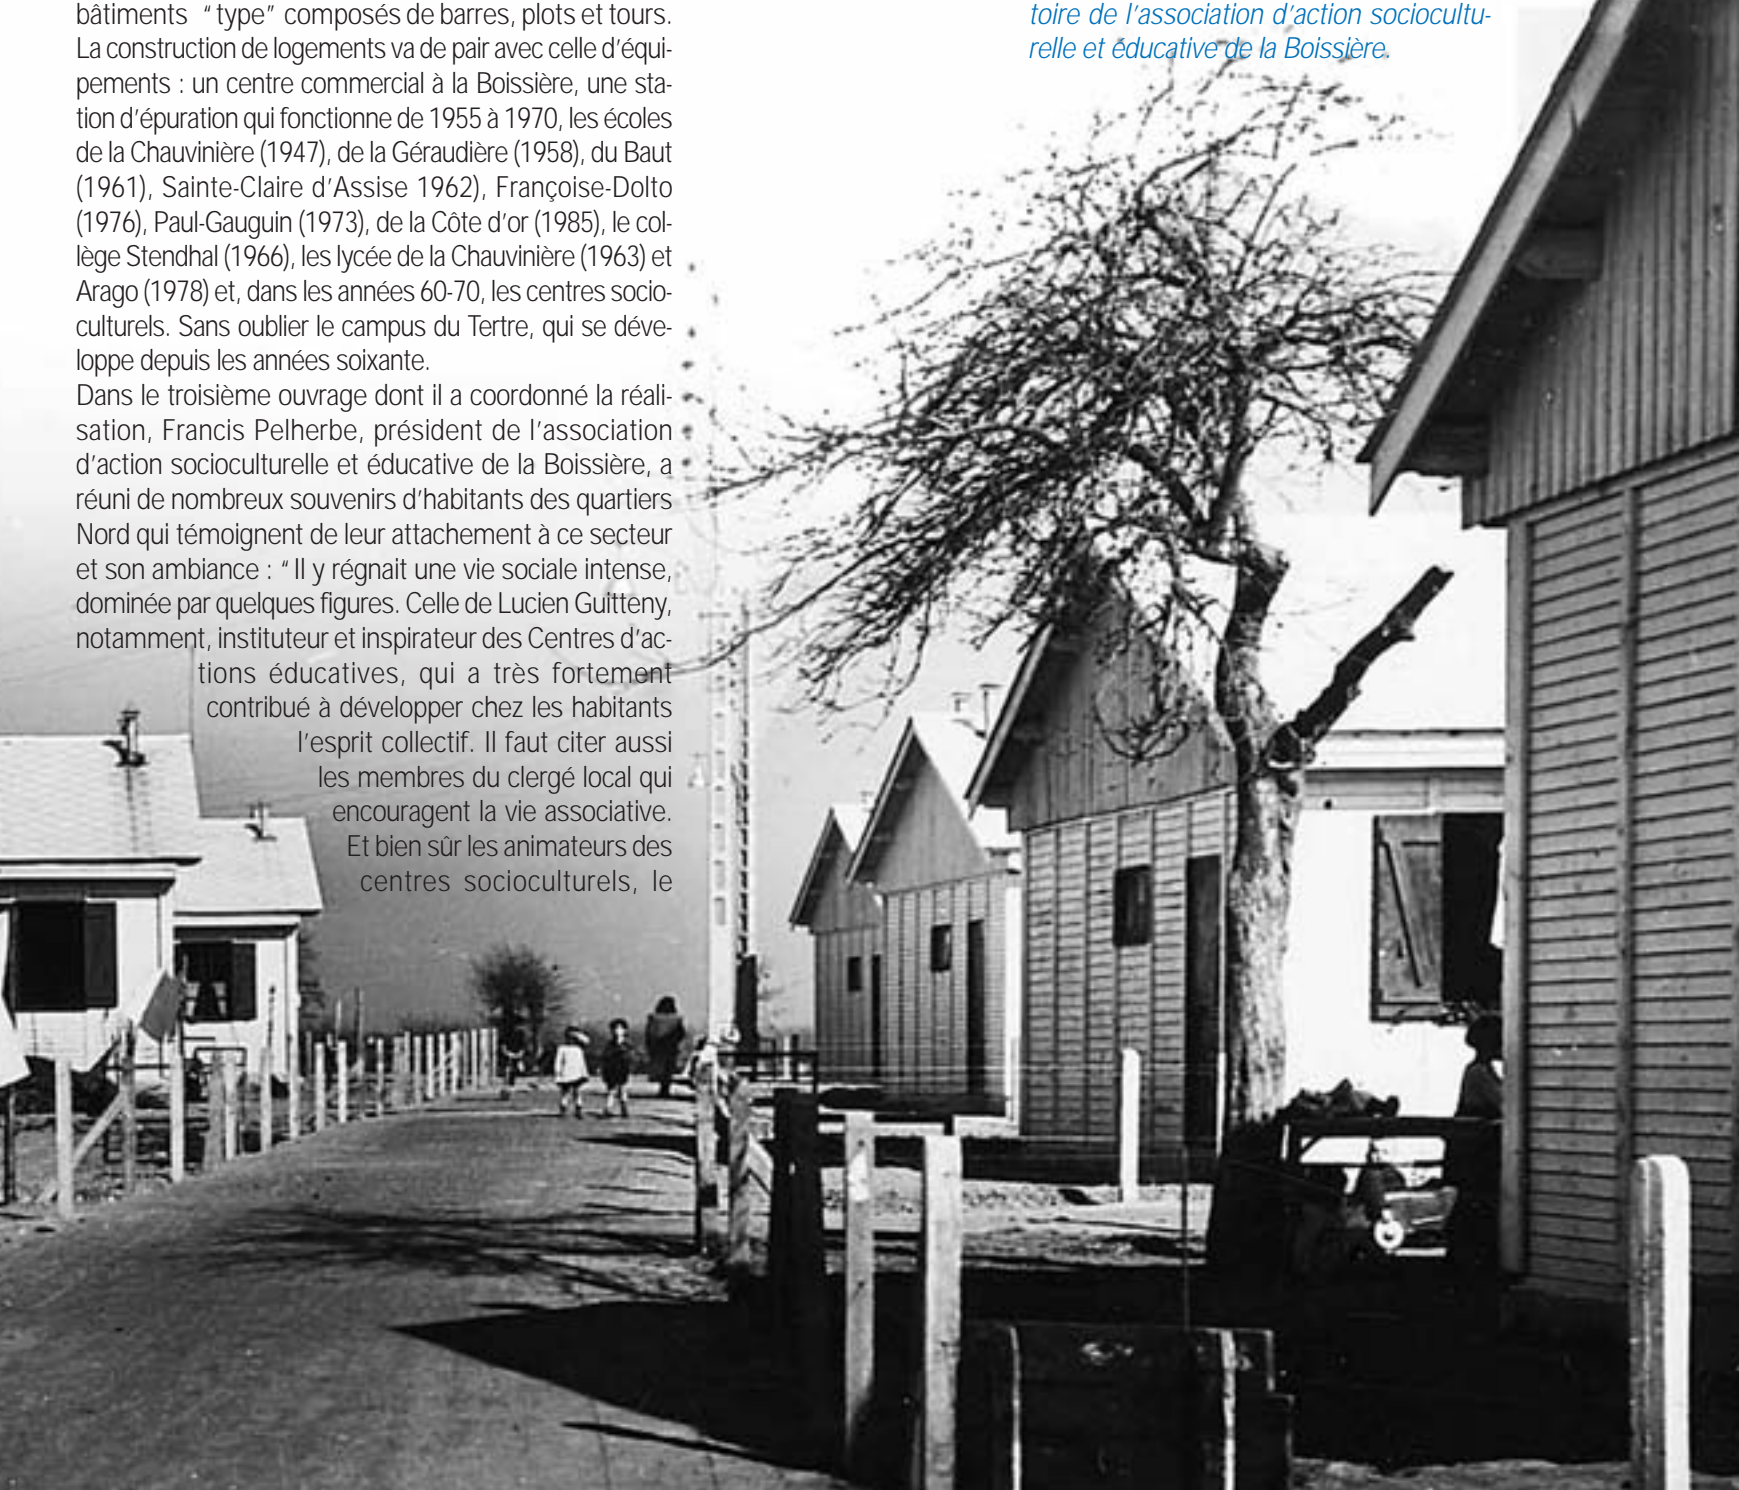 bâtiments “type” composés de barres, plots et tours.
La construction de logements va de pair avec celle d’équi-
pements : un centre commercial à la Boissière, une sta-
tion d’épuration qui fonctionne de 1955 à 1970, les écoles
de la Chauvinière (1947), de la Géraudière (1958), du Baut
(1961), Sainte-Claire d’Assise 1962), Françoise-Dolto
(1976), Paul-Gauguin (1973), de la Côte d’or (1985), le col-
lège Stendhal (1966), les lycée de la Chauvinière (1963) et
Arago (1978) et, dans les années 60-70, les centres socio-
culturels. Sans oublier le campus du Tertre, qui se déve-
loppe depuis les années soixante.
Dans le troisième ouvrage dont il a coordonné la réali-
sation, Francis Pelherbe, président de l’association
d’action socioculturelle et éducative de la Boissière, a
réuni de nombreux souvenirs d’habitants des quartiers
Nord qui témoignent de leur attachement à ce secteur
et son ambiance : “Il y régnait une vie sociale intense,
dominée par quelques figures. Celle de Lucien Guitteny,
notamment, instituteur et inspirateur des Centres d’ac-
tions éducatives, qui a très fortement
contribué à développer chez les habitants
l’esprit collectif. Il faut citer aussi
les membres du clergé local qui
encouragent la vie associative.
Et bien sûr les animateurs des
centres socioculturels, le
toire de l’association d’action sociocultu-
relle et éducative de la Boissière.